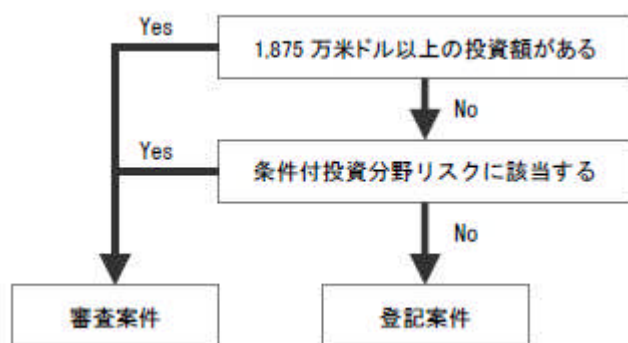 Yes
1,875 万米ドル以上の投資額がある
No
Yes
条件付投資分野リスクに該当する
No
審査案件
登記案件